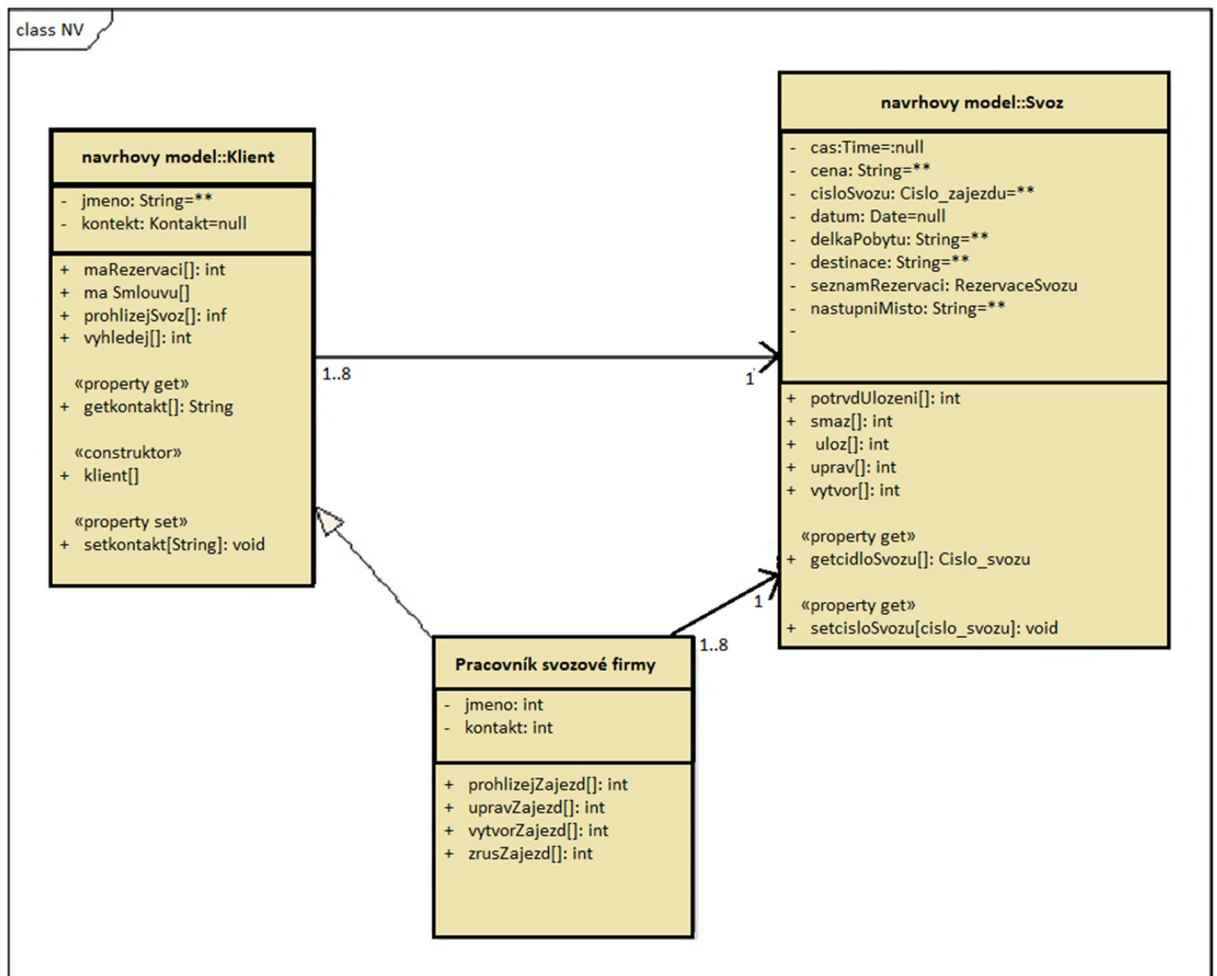 class NV
navrhovy model::Klient
- jmeno: String=**
- kontekt: Kontakt=null
+ maRezervaci[]: int
+ ma Smlouvu[]
+ prohlizejSvoz[]: inf
+ vyhledej[]: int
«property get»
+ getkontakt[]: String
«construktor»
+ klient[]
«property set»
+ setkontakt[String]: void
1..8
1
navrhovy model::Svoz
- cas:Time=:null
- cena: String=**
- cisloSvozu: Cislo_zajezdu=**
- datum: Date=null
- delkaPobytu: String=**
- destinace: String=**
- seznamRezervaci: RezervaceSvozu
- nastupniMisto: String=**
-
+ potrvdUlozeni[]: int
+ smaz[]: int
+ uloz[]: int
+ uprav[]: int
+ vytvor[]: int
«property get»
+ getcidloSvozu[]: Cislo_svozu
«property get»
+ setcisloSvozu[cislo_svozu]: void
1
1..8
Pracovník svozové firmy
- jmeno: int
- kontakt: int
+ prohlizejZajezd[]: int
+ upravZajezd[]: int
+ vytvorZajezd[]: int
+ zrusZajezd[]: int